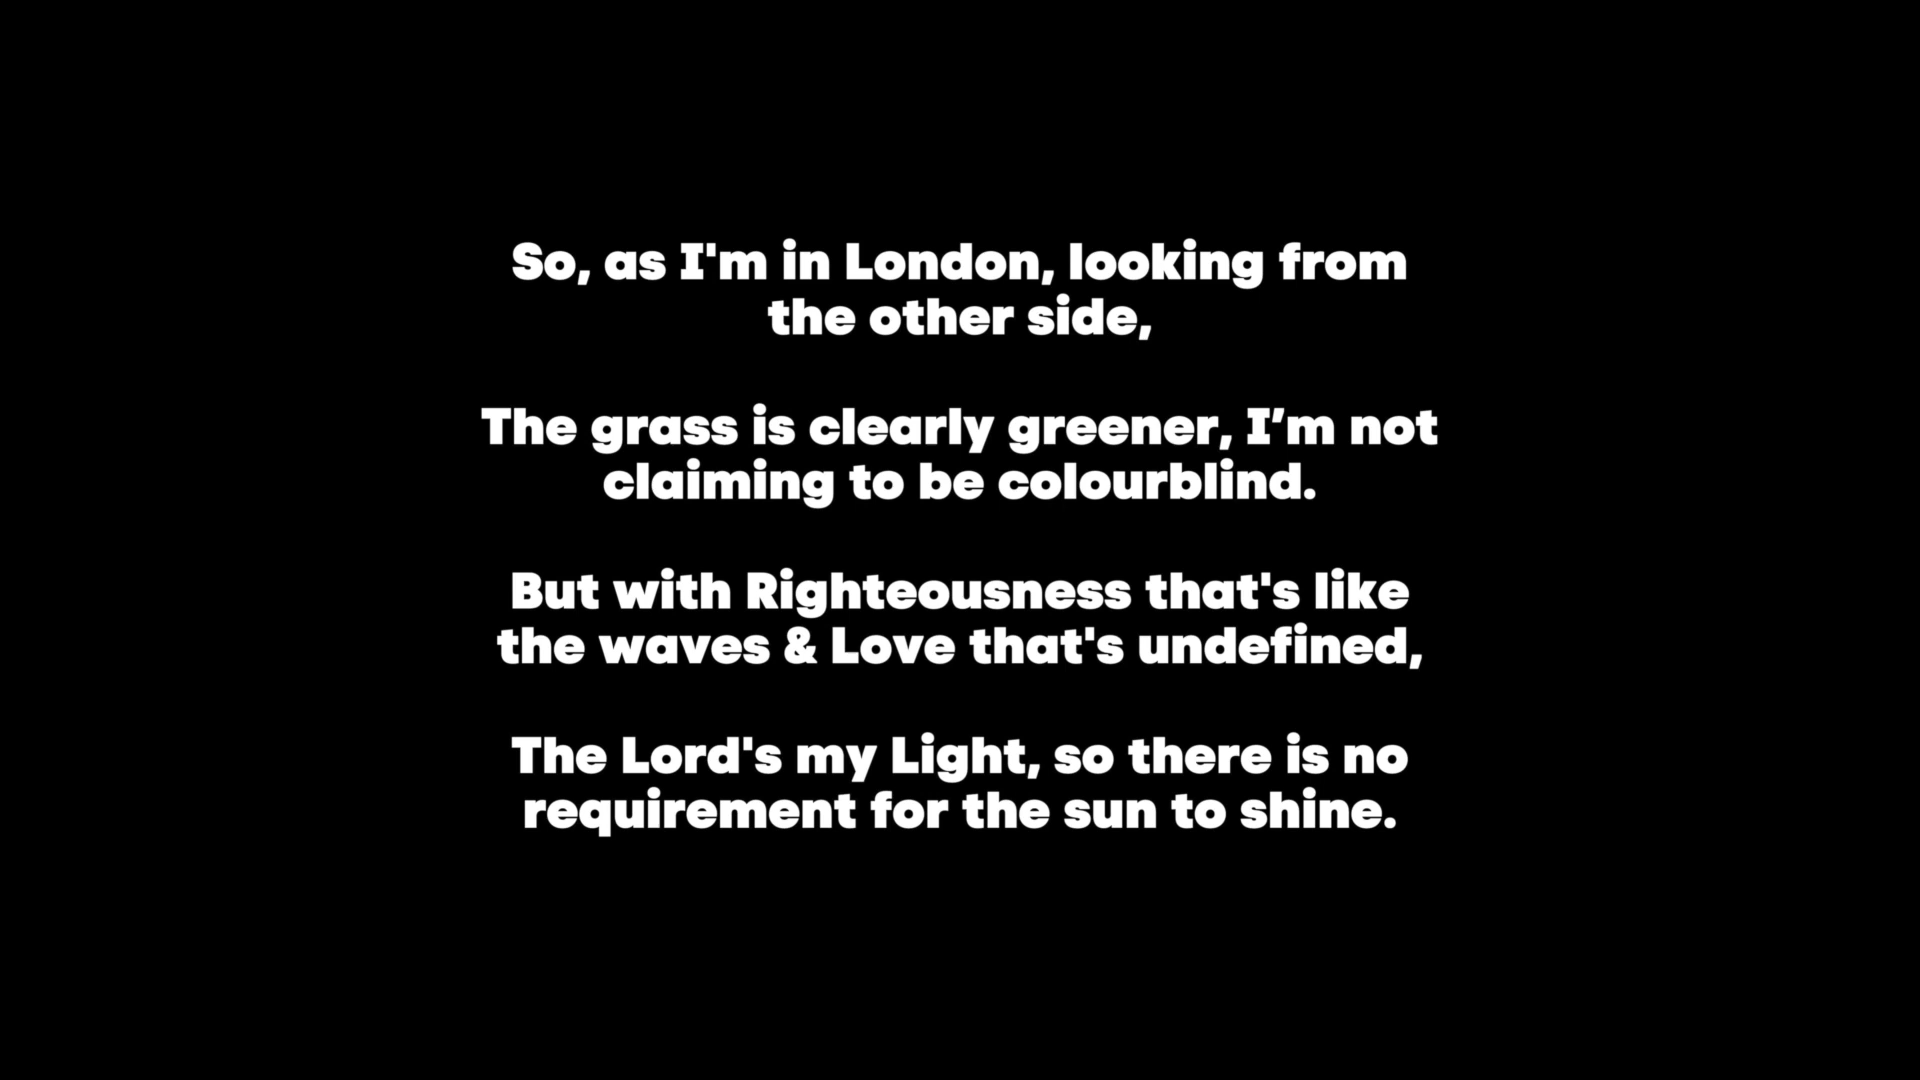 So, as I'm in London, looking from
the other side,
The grass is clearly greener, I’m not
claiming to be colourblind.
But with Righteousness that's like
the waves & Love that's undefined,
The Lord's my Light, so there is no
requirement for the sun to shine.